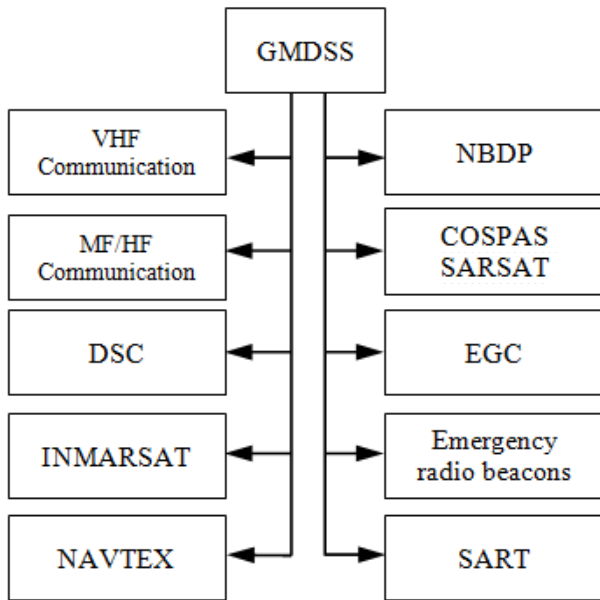 GMDSS
VHF
Communication
NBDP
MF/HF
Communication
COSPAS
SARSAT
DSC
EGC
INMARSAT
Emergency
radio beacons
NAVTEX
SART